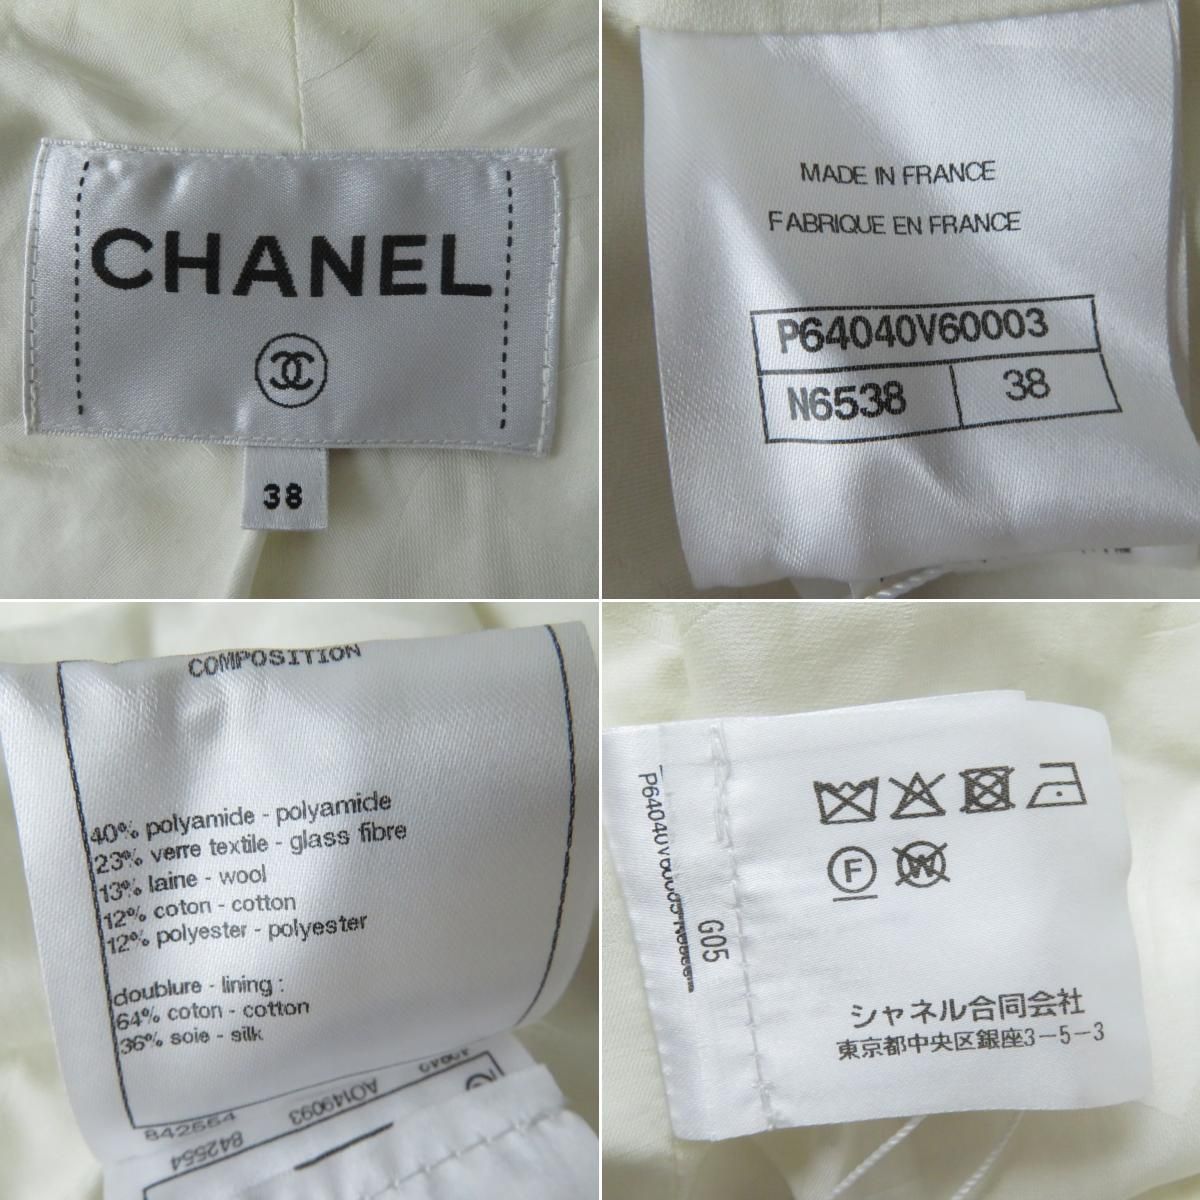 CHANEL
38
MADE IN FRANCE
FABRIQUE EN FRANCE
P64040V60003
N6538 38
COMPOSITION
40% polyamide - polyamide
23% verre textile - glass fibre
13% laine - wool
12% coton - cotton
12% polyester - polyester
doublure - lining :
64% coton - cotton
36% soie - silk
842554
842554 AO149093
G05
F
W
シャネル合同会社
東京都中央区銀座3-5-3